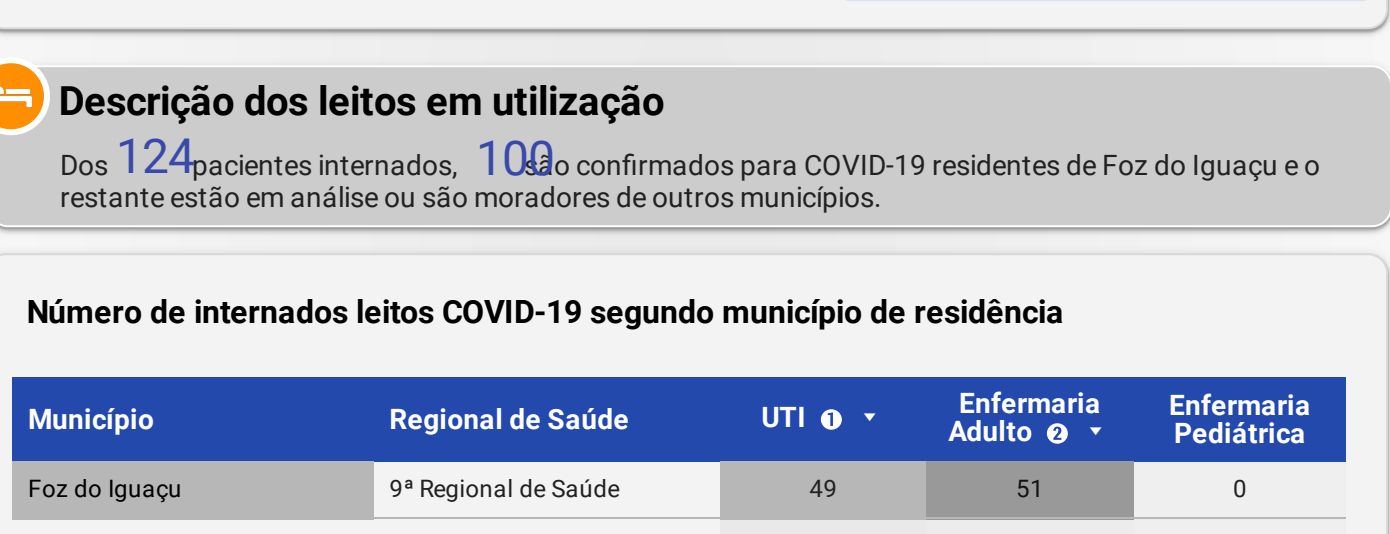 Descrição dos leitos em utilização
Dos 124 pacientes internados, 100 são confirmados para COVID-19 residentes de Foz do Iguaçu e o
restante estão em análise ou são moradores de outros municípios.
Número de internados leitos COVID-19 segundo município de residência
Município Regional de Saúde UTI 1 Enfermaria Adulto 2 Enfermaria Pediátrica
Foz do Iguaçu 9ª Regional de Saúde 49 51 0